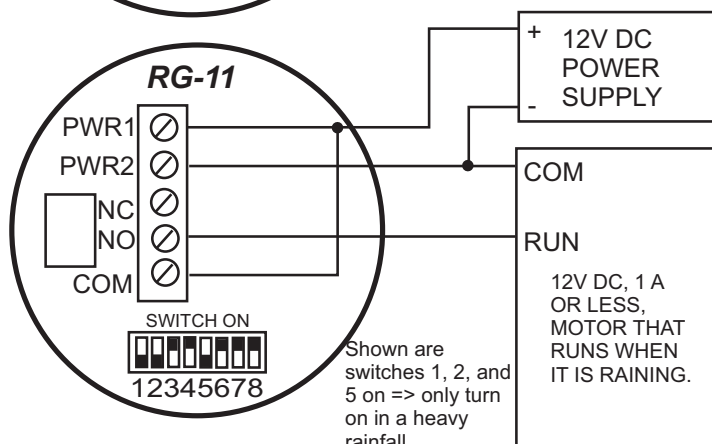 RG-11
PWR1
PWR2
NC
NO
COM
SWITCH ON
12345678
+ 12V DC
POWER
- SUPPLY
COM
RUN
12V DC, 1 A
OR LESS,
MOTOR THAT
RUNS WHEN
IT IS RAINING.
Shown are
switches 1, 2, and
5 on => only turn
on in a heavy
rainfall